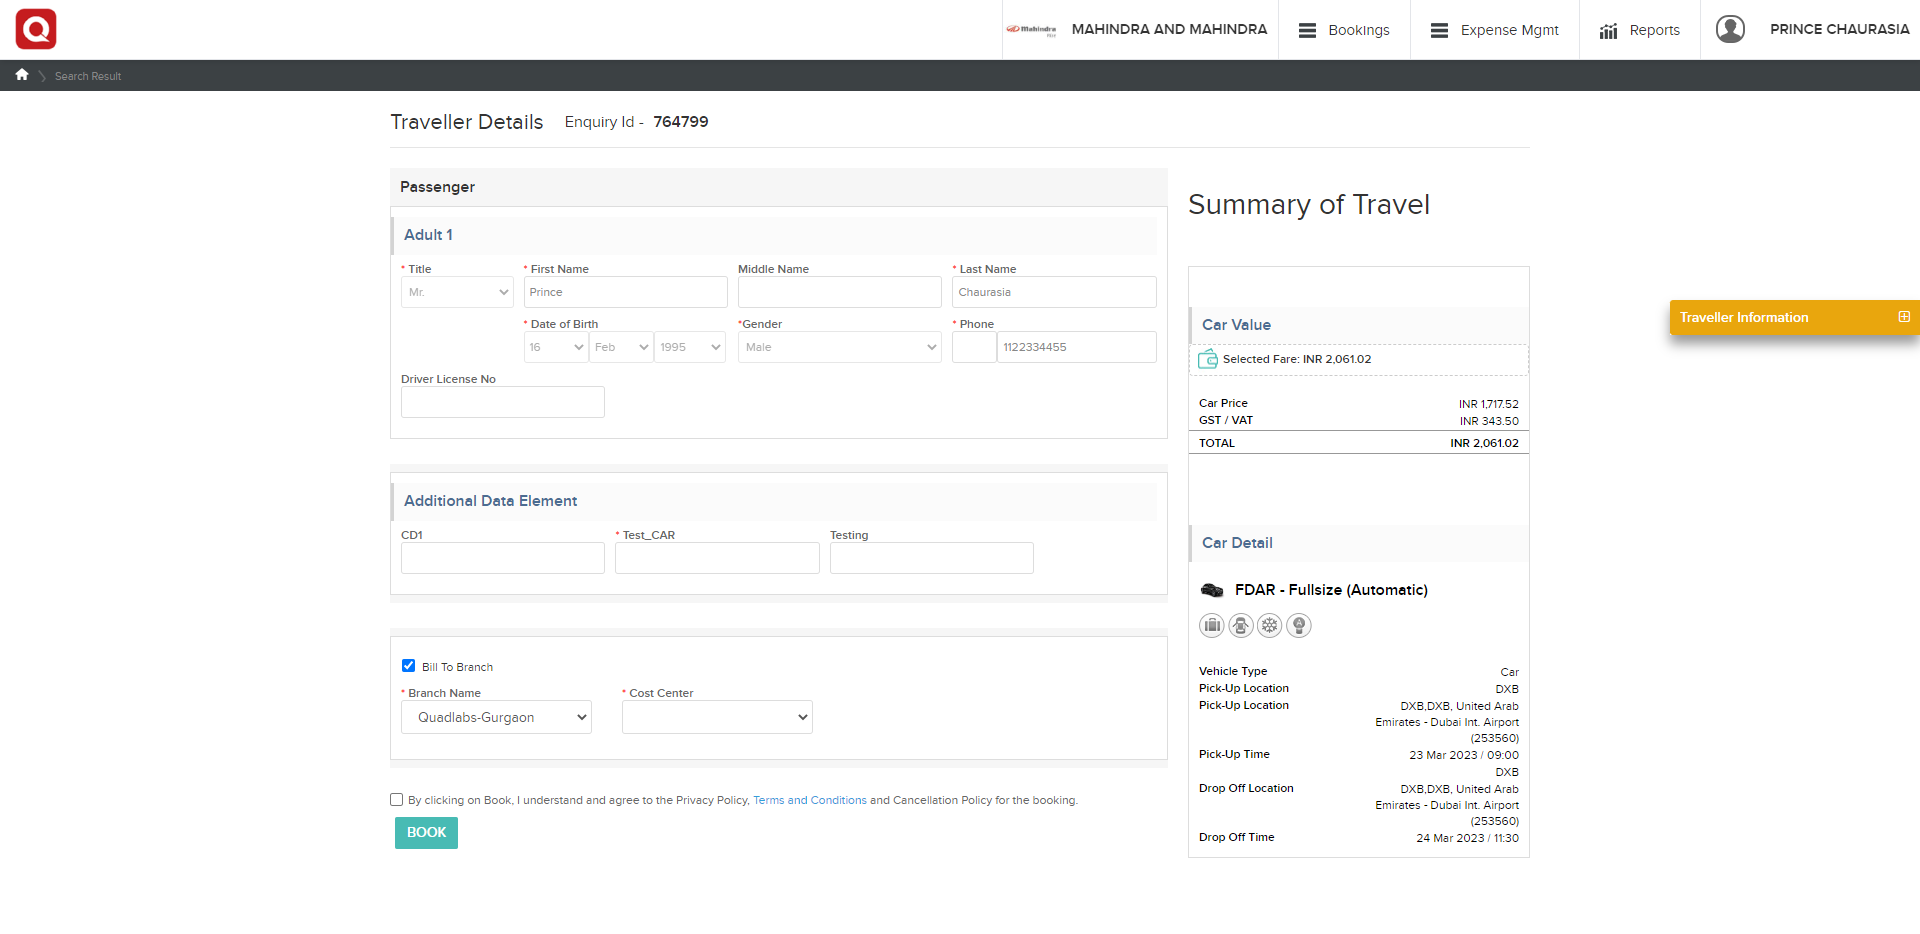 Mahindra
MAHINDRA AND MAHINDRA
Bookings
Expense Mgmt
Reports
PRINCE CHAURASIA
Search Result
Traveller Details
Enquiry Id - 764799
Passenger
Adult 1
* Title
* First Name
Middle Name
* Last Name
Mr.
Prince
Chaurasia
* Date of Birth
*Gender
* Phone
16
Feb
1995
Male
1122334455
Driver License No
Additional Data Element
CD1
* Test_CAR
Testing
Bill To Branch
* Branch Name
* Cost Center
Quadlabs-Gurgaon
By clicking on Book, I understand and agree to the Privacy Policy, Terms and Conditions and Cancellation Policy for the booking.
BOOK
Summary of Travel
Car Value
Selected Fare: INR 2,061.02
Car Price INR 1,717.52
GST / VAT INR 343.50
TOTAL INR 2,061.02
Car Detail
FDAR - Fullsize (Automatic)
Vehicle Type Car
Pick-Up Location DXB
Pick-Up Location DXB,DXB, United Arab
Emirates - Dubai Int. Airport
(253560)
Pick-Up Time 23 Mar 2023 / 09:00
DXB
Drop Off Location DXB,DXB, United Arab
Emirates - Dubai Int. Airport
(253560)
Drop Off Time 24 Mar 2023 / 11:30
Traveller Information